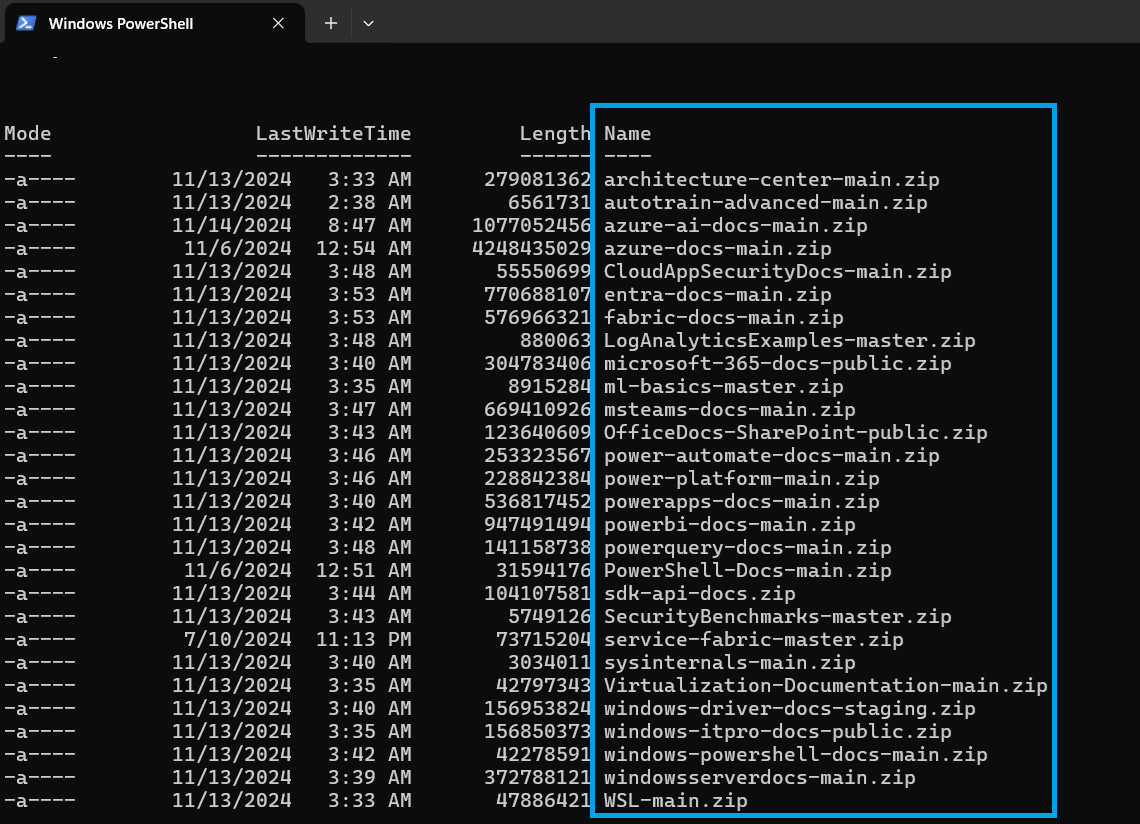 Windows PowerShell
Mode LastWriteTime Length Name
---- ------------- ------ ----
-a---- 11/13/2024 3:33 AM 279081362 architecture-center-main.zip
-a---- 11/13/2024 2:38 AM 6561731 autotrain-advanced-main.zip
-a---- 11/14/2024 8:47 AM 1077052456 azure-ai-docs-main.zip
-a---- 11/6/2024 12:54 AM 4248435029 azure-docs-main.zip
-a---- 11/13/2024 3:48 AM 55550699 CloudAppSecurityDocs-main.zip
-a---- 11/13/2024 3:53 AM 770688107 entra-docs-main.zip
-a---- 11/13/2024 3:53 AM 576966321 fabric-docs-main.zip
-a---- 11/13/2024 3:48 AM 880063 LogAnalyticsExamples-master.zip
-a---- 11/13/2024 3:40 AM 304783406 microsoft-365-docs-public.zip
-a---- 11/13/2024 3:35 AM 8915284 ml-basics-master.zip
-a---- 11/13/2024 3:47 AM 669410926 msteams-docs-main.zip
-a---- 11/13/2024 3:43 AM 123640609 OfficeDocs-SharePoint-public.zip
-a---- 11/13/2024 3:46 AM 253323567 power-automate-docs-main.zip
-a---- 11/13/2024 3:46 AM 228842384 power-platform-main.zip
-a---- 11/13/2024 3:40 AM 536817452 powerapps-docs-main.zip
-a---- 11/13/2024 3:42 AM 947491494 powerbi-docs-main.zip
-a---- 11/13/2024 3:48 AM 141158738 powerquery-docs-main.zip
-a---- 11/6/2024 12:51 AM 31594176 PowerShell-Docs-main.zip
-a---- 11/13/2024 3:44 AM 104107581 sdk-api-docs.zip
-a---- 11/13/2024 3:43 AM 5749126 SecurityBenchmarks-master.zip
-a---- 7/10/2024 11:13 PM 73715204 service-fabric-master.zip
-a---- 11/13/2024 3:40 AM 3034011 sysinternals-main.zip
-a---- 11/13/2024 3:35 AM 42797343 Virtualization-Documentation-main.zip
-a---- 11/13/2024 3:40 AM 156953824 windows-driver-docs-staging.zip
-a---- 11/13/2024 3:35 AM 156850373 windows-itpro-docs-public.zip
-a---- 11/13/2024 3:42 AM 42278591 windows-powershell-docs-main.zip
-a---- 11/13/2024 3:39 AM 372788121 windowsserverdocs-main.zip
-a---- 11/13/2024 3:33 AM 47886421 WSL-main.zip